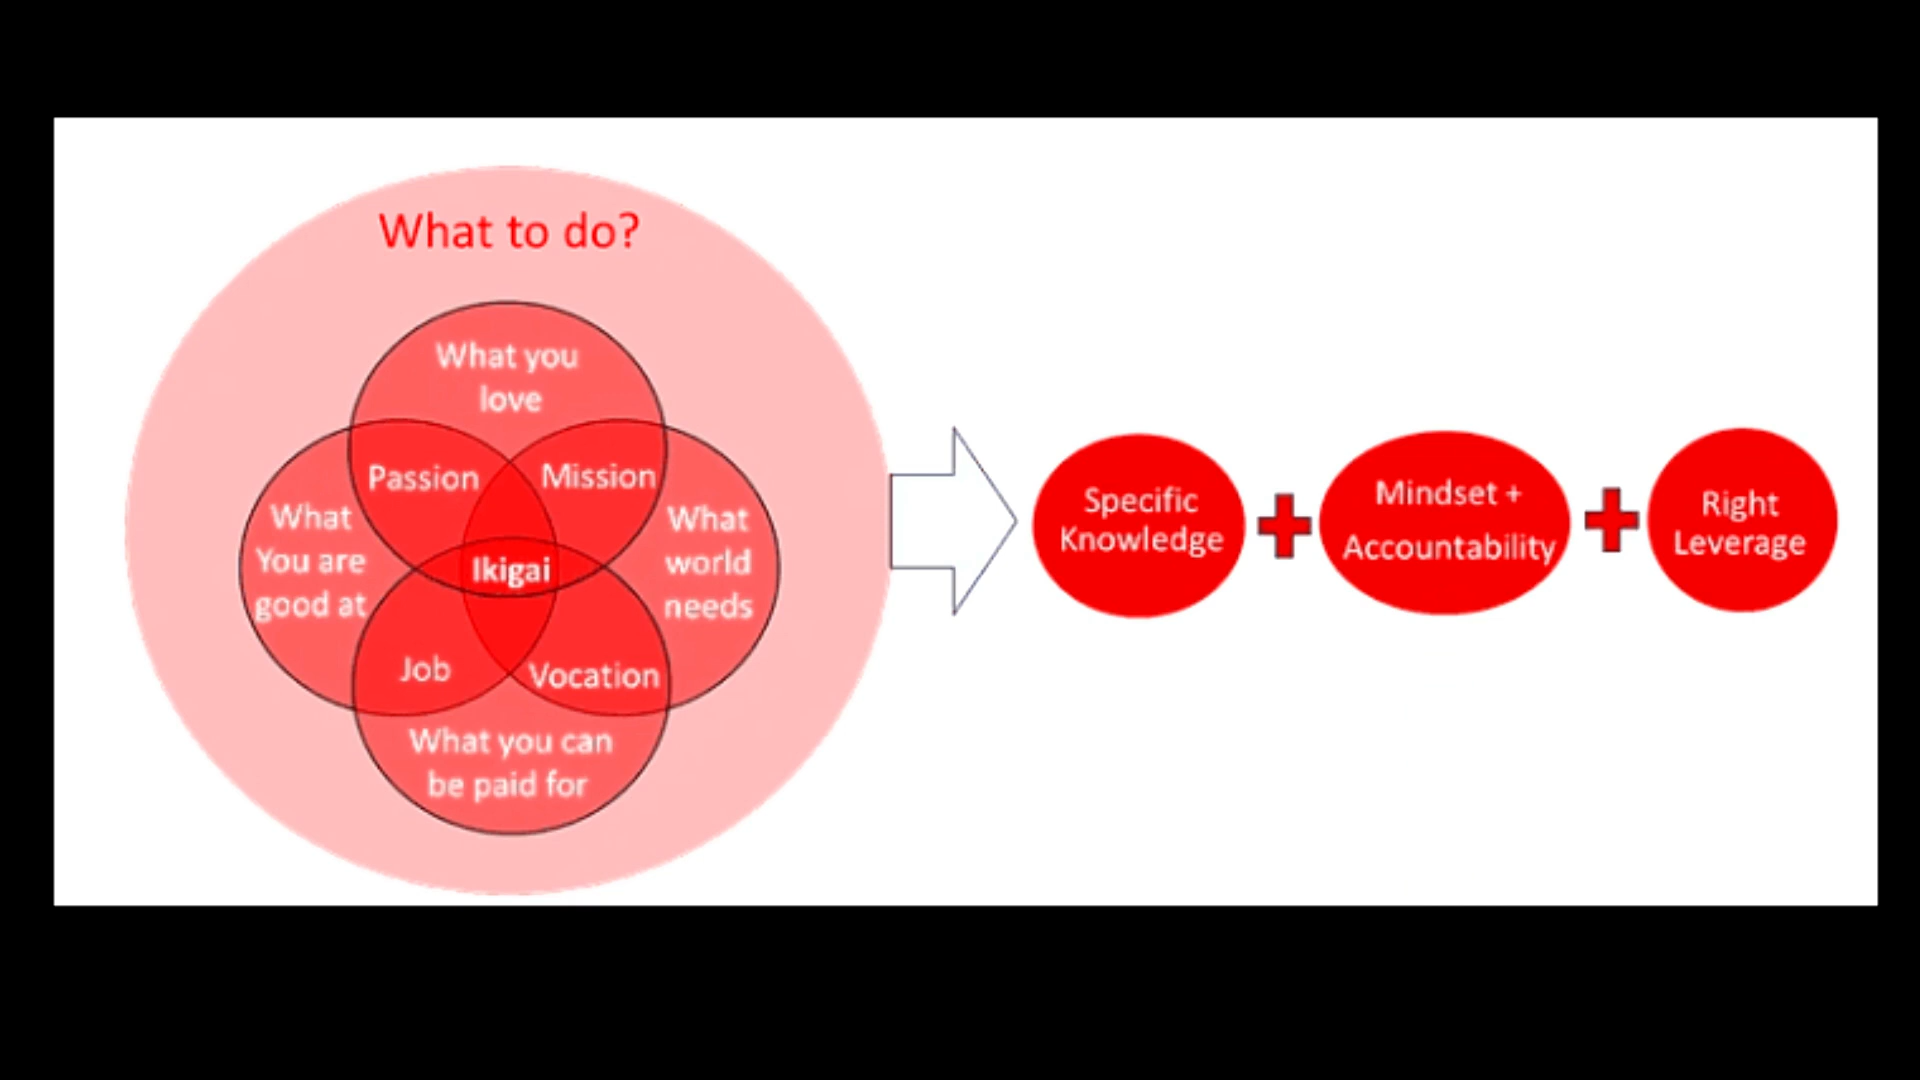 What to do?
What you
love
Passion
Mission
What
You are
good at
What
world
needs
Ikigai
Job
Vocation
What you can
be paid for
Specific
Knowledge
Mindset +
Accountability
Right
Leverage